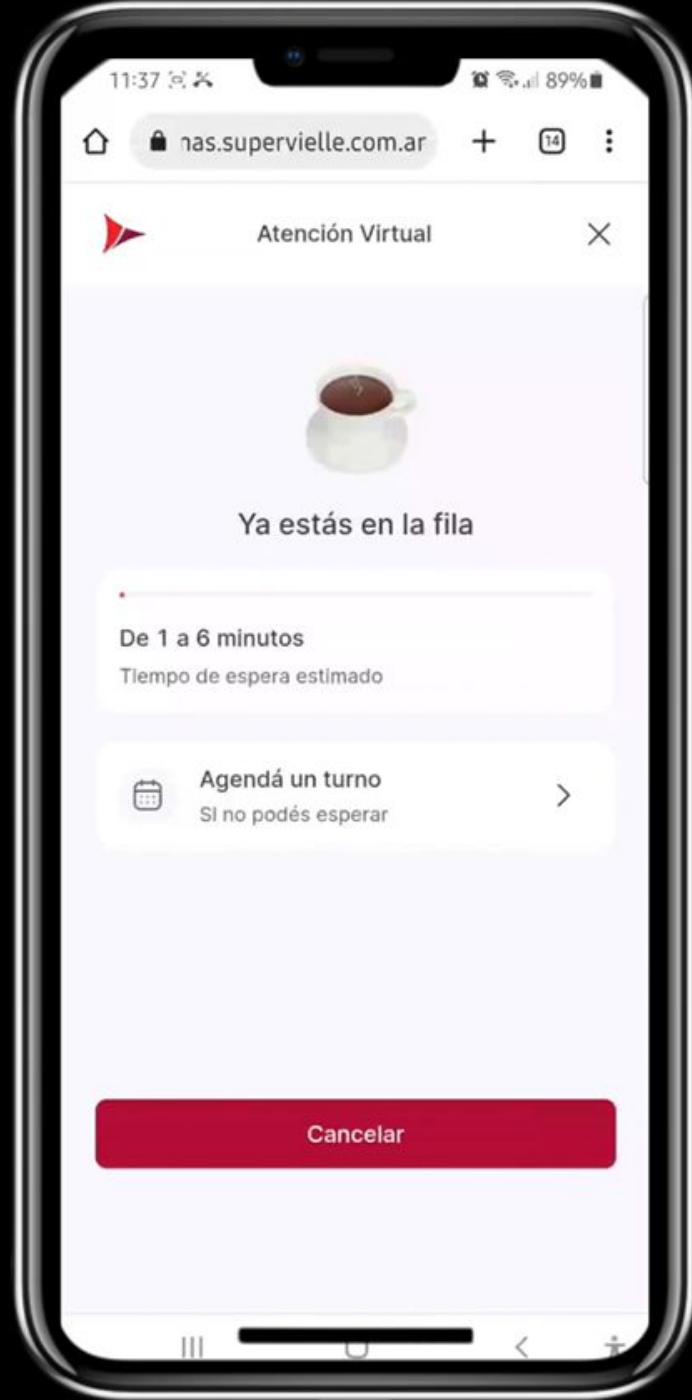 11:37 89%
nas.supervielle.com.ar 14
Atención Virtual
Ya estás en la fila
De 1 a 6 minutos
Tiempo de espera estimado
Agendá un turno
Si no podés esperar
Cancelar